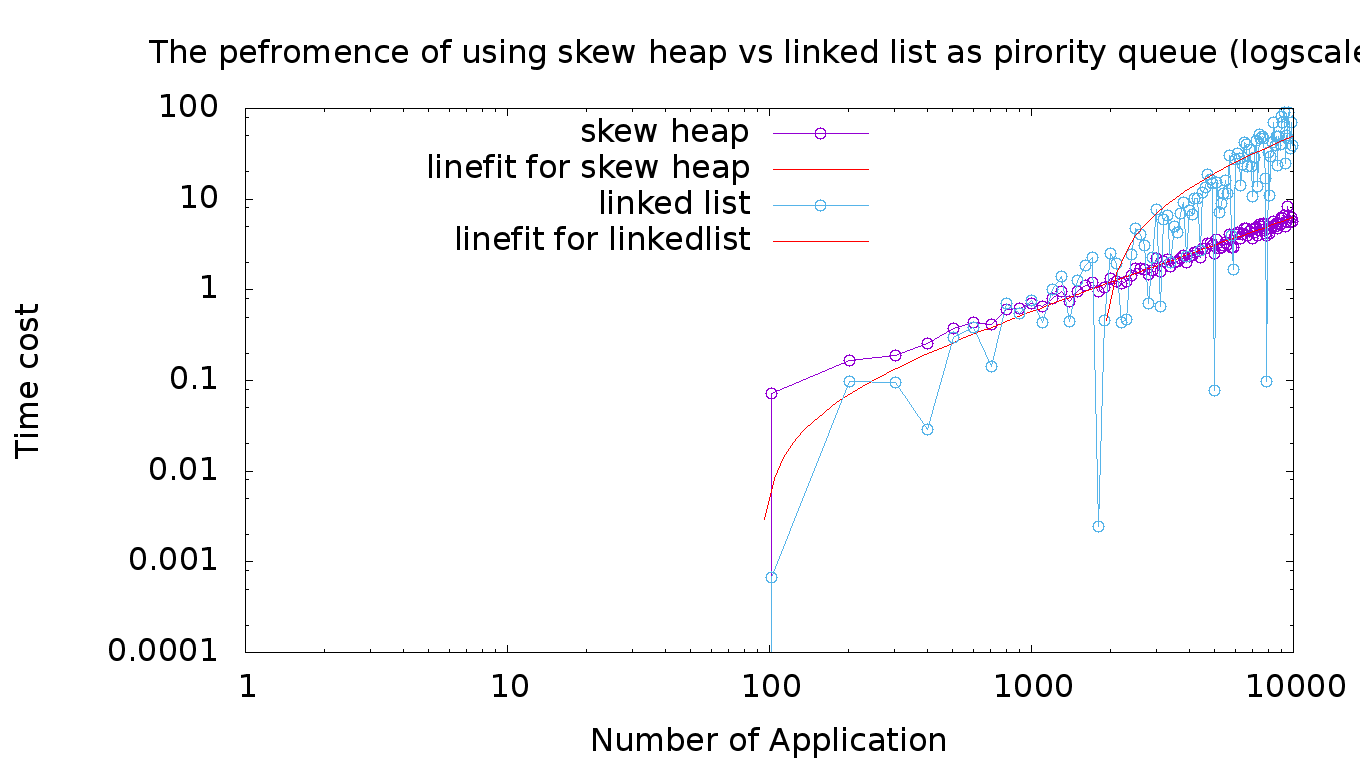 The pefromence of using skew heap vs linked list as pirority queue (logscale
100
10
1
0.1
0.01
0.001
0.0001
Time cost
skew heap
linefit for skew heap
linked list
linefit for linkedlist
1
10
100
1000
10000
Number of Application